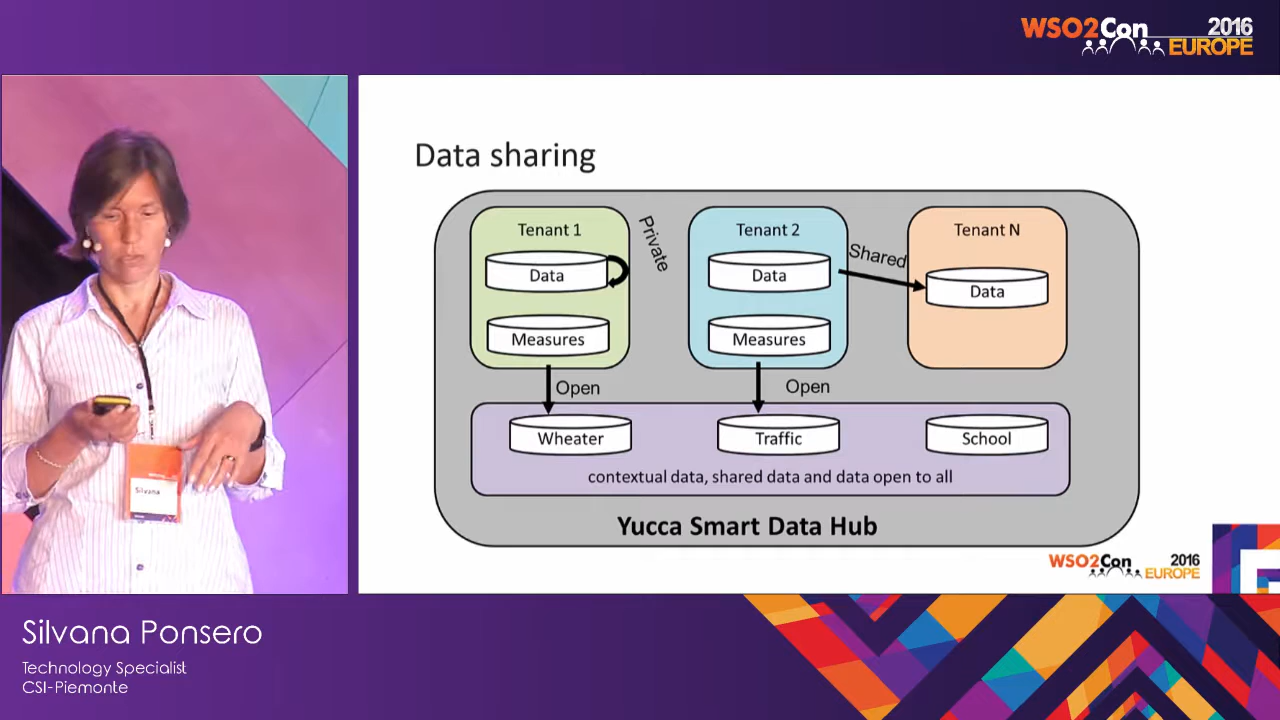 WSO2Con 2016
EUROPE
Data sharing
Tenant 1
Data
Measures
Private
Tenant 2
Data
Measures
Shared
Tenant N
Data
Open
Open
Wheater
Traffic
School
contextual data, shared data and data open to all
Yucca Smart Data Hub
WSO2Con 2016
EUROPE
Silvana
Silvana Ponsero
Technology Specialist
CSI-Piemonte